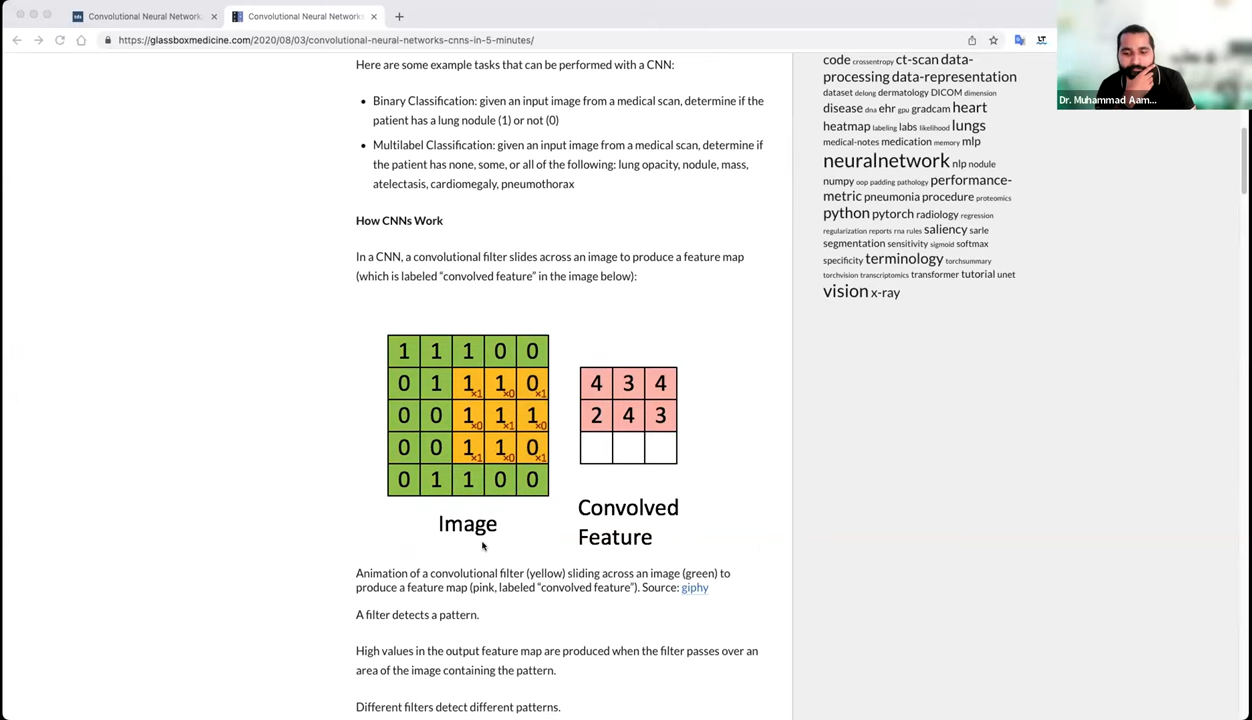 Convolutional Neural Network
Convolutional Neural Networks
https://glassboxmedicine.com/2020/08/03/convolutional-neural-networks-cnns-in-5-minutes/
Here are some example tasks that can be performed with a CNN:
Binary Classification: given an input image from a medical scan, determine if the
patient has a lung nodule (1) or not (0)
Multilabel Classification: given an input image from a medical scan, determine if
the patient has none, some, or all of the following: lung opacity, nodule, mass,
atelectasis, cardiomegaly, pneumothorax
How CNNs Work
In a CNN, a convolutional filter slides across an image to produce a feature map
(which is labeled “convolved feature” in the image below):
1 1 1 0 0
0 1 1×1 1×0 0×1
0 0 1×0 1×1 1×0
0 0 1×1 1×0 0×1
0 1 1 0 0
Image
4 3 4
2 4 3
Convolved
Feature
Animation of a convolutional filter (yellow) sliding across an image (green) to
produce a feature map (pink, labeled “convolved feature”). Source: giphy
A filter detects a pattern.
High values in the output feature map are produced when the filter passes over an
area of the image containing the pattern.
Different filters detect different patterns.
code crossentropy ct-scan data-
processing data-representation
dataset delong dermatology DICOM dimension
disease dna ehr gpu gradcam heart
heatmap labeling labs likelihood lungs
medical-notes medication memory mlp
neuralnetwork nlp nodule
numpy oop padding pathology performance-
metric pneumonia procedure proteomics
python pytorch radiology regression
regularization reports rna rules saliency sarle
segmentation sensitivity sigmoid softmax
specificity terminology torchsummary
torchvision transcriptomics transformer tutorial unet
vision x-ray
Dr. Muhammad Aam...
LT